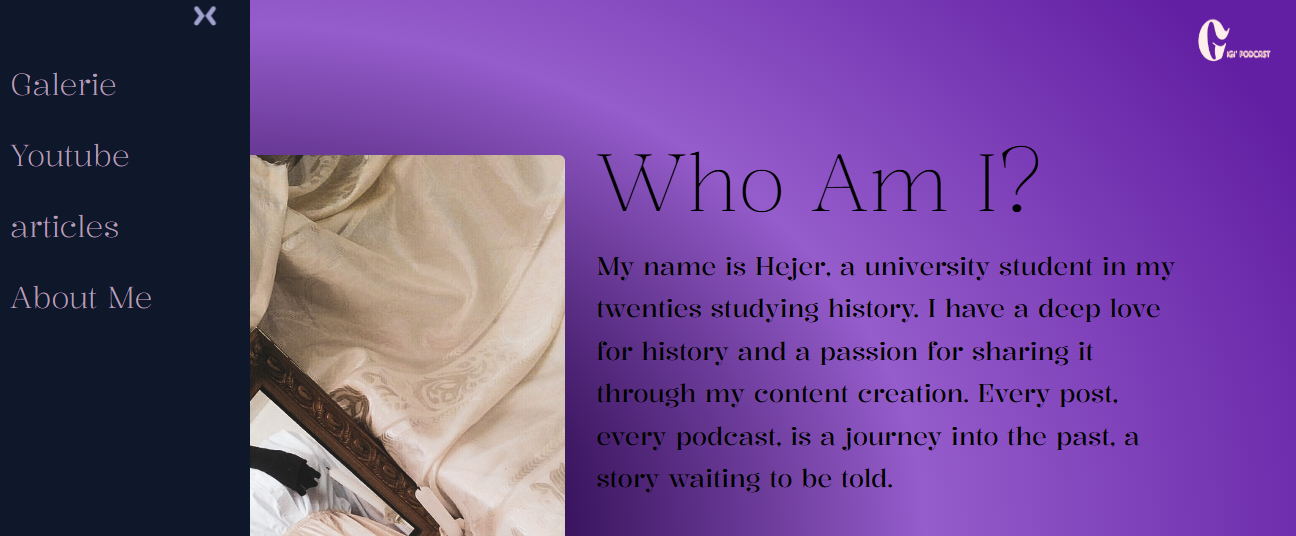 Galerie
Youtube
articles
About Me
PODCAST
Who Am I?
My name is Hejer, a university student in my
twenties studying history. I have a deep love
for history and a passion for sharing it
through my content creation. Every post,
every podcast, is a journey into the past, a
story waiting to be told.